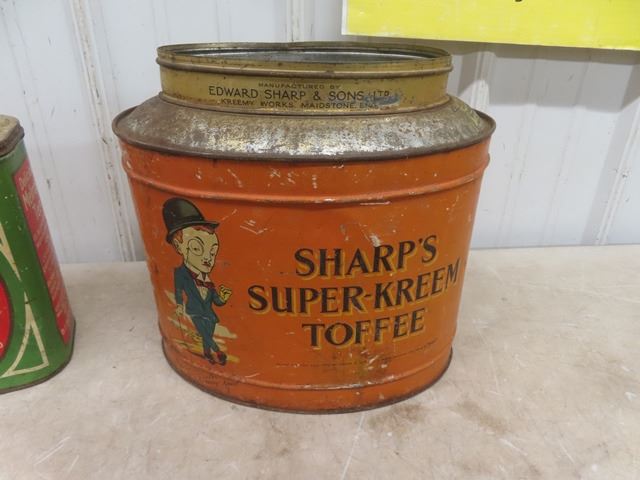 MANUFACTURED BY
EDWARD SHARP & SONS, LTD
KREEMY WORKS. MAIDSTONE,
SHARP'S
SUPER-KREEM
TOFFEE